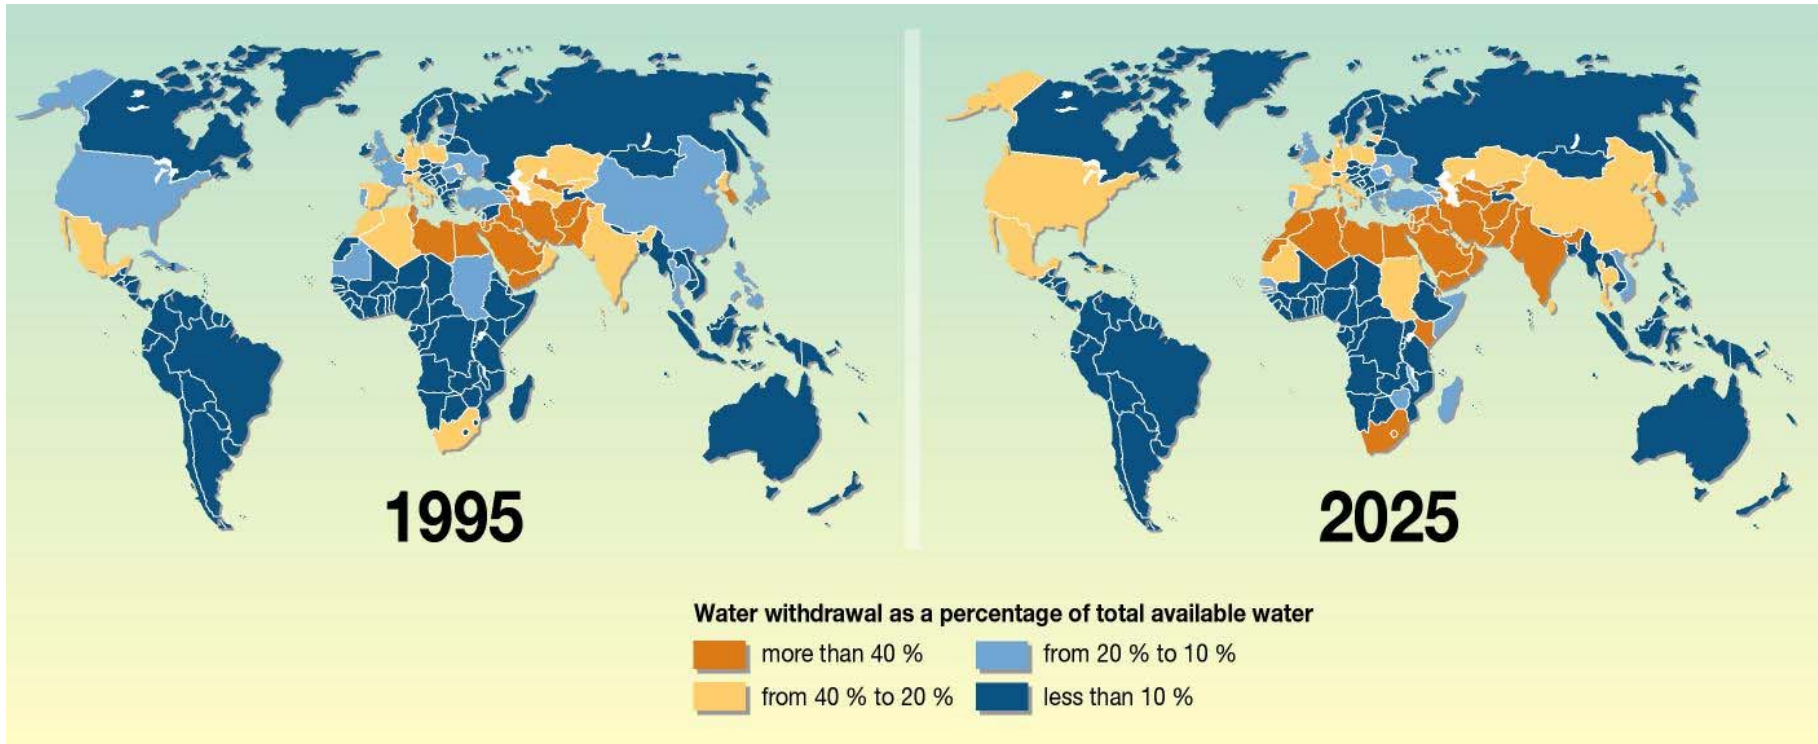 1995
2025
Water withdrawal as a percentage of total available water
more than 40 %
from 20 % to 10 %
from 40 % to 20 %
less than 10 %